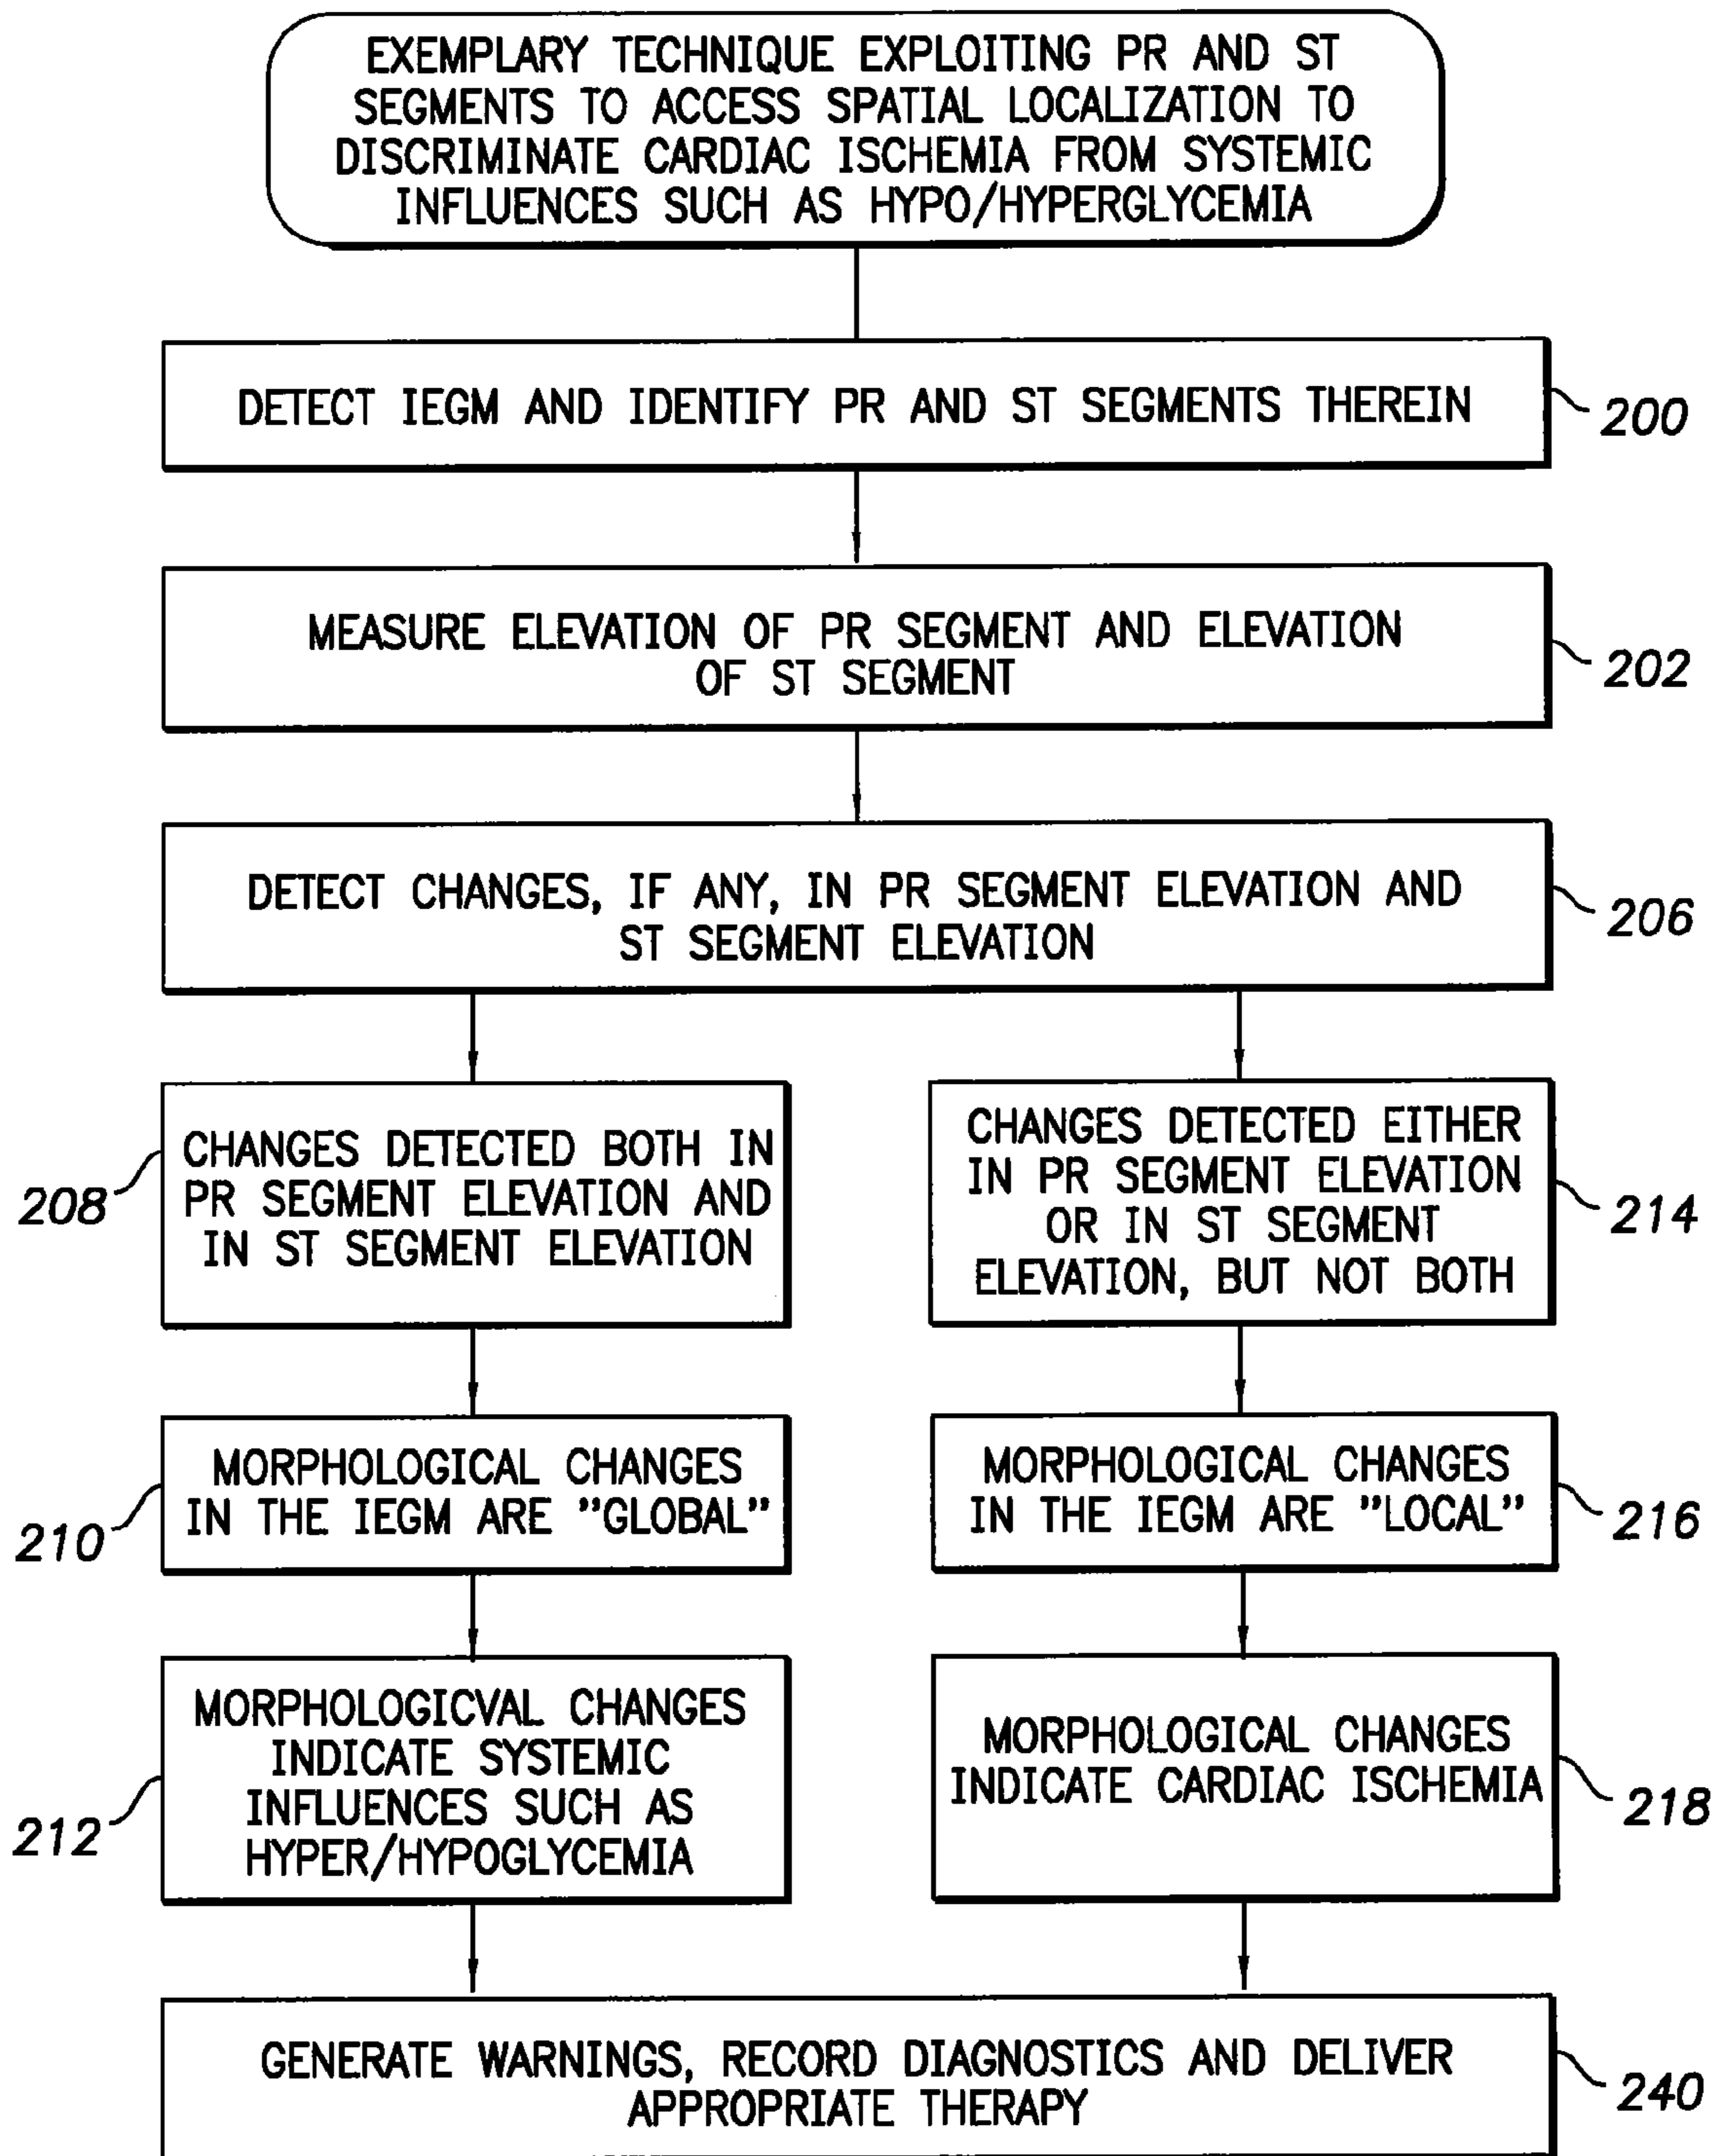 EXEMPLARY TECHNIQUE EXPLOITING PR AND ST
SEGMENTS TO ACCESS SPATIAL LOCALIZATION TO
DISCRIMINATE CARDIAC ISCHEMIA FROM SYSTEMIC
INFLUENCES SUCH AS HYPO/HYPERGLYCEMIA
DETECT IEGM AND IDENTIFY PR AND ST SEGMENTS THEREIN
200
MEASURE ELEVATION OF PR SEGMENT AND ELEVATION
OF ST SEGMENT
202
DETECT CHANGES, IF ANY, IN PR SEGMENT ELEVATION AND
ST SEGMENT ELEVATION
206
CHANGES DETECTED BOTH IN
PR SEGMENT ELEVATION AND
IN ST SEGMENT ELEVATION
208
CHANGES DETECTED EITHER
IN PR SEGMENT ELEVATION
OR IN ST SEGMENT
ELEVATION, BUT NOT BOTH
214
MORPHOLOGICAL CHANGES
IN THE IEGM ARE "GLOBAL"
210
MORPHOLOGICAL CHANGES
IN THE IEGM ARE "LOCAL"
216
MORPHOLOGICVAL CHANGES
INDICATE SYSTEMIC
INFLUENCES SUCH AS
HYPER/HYPOGLYCEMIA
212
MORPHOLOGICAL CHANGES
INDICATE CARDIAC ISCHEMIA
218
GENERATE WARNINGS, RECORD DIAGNOSTICS AND DELIVER
APPROPRIATE THERAPY
240